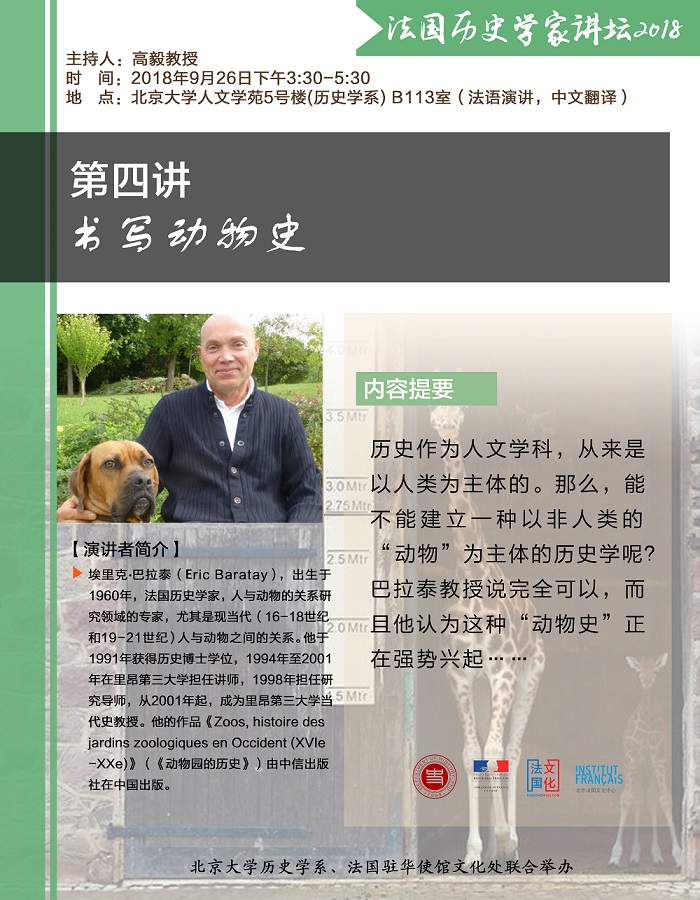 法国历史学家讲坛2018
主持人：高毅教授
时　间：2018年9月26日下午3:30-5:30
地　点：北京大学人文学苑5号楼(历史学系) B113室（法语演讲，中文翻译）
第四讲
书写动物史
4.0Mtr
3.5 Mtr
3.0 Mtr
2.75Mtr
2.5 Mtr
2.0 Mtr
1.5 Mtr
【演讲者简介】
埃里克·巴拉泰（Eric Baratay），出生于
1960年，法国历史学家，人与动物的关系研
究领域的专家，尤其是现当代（16-18世纪
和19-21世纪）人与动物之间的关系。他于
1991年获得历史博士学位，1994年至2001
年在里昂第三大学担任讲师，1998年担任研
究导师，从2001年起，成为里昂第三大学当
代史教授。他的作品《Zoos, histoire des
jardins zoologiques en Occident (XVIe
-XXe)》（《动物园的历史》）由中信出版
社在中国出版。
内容提要
历史作为人文学科，从来是
以人类为主体的。那么，能
不能建立一种以非人类的
“动物”为主体的历史学呢?
巴拉泰教授说完全可以，而
且他认为这种“动物史”正
在强势兴起……
法文
国化
INSTITUT
FRANÇAIS
北京法国文化中心
北京大学历史学系、法国驻华使馆文化处联合举办